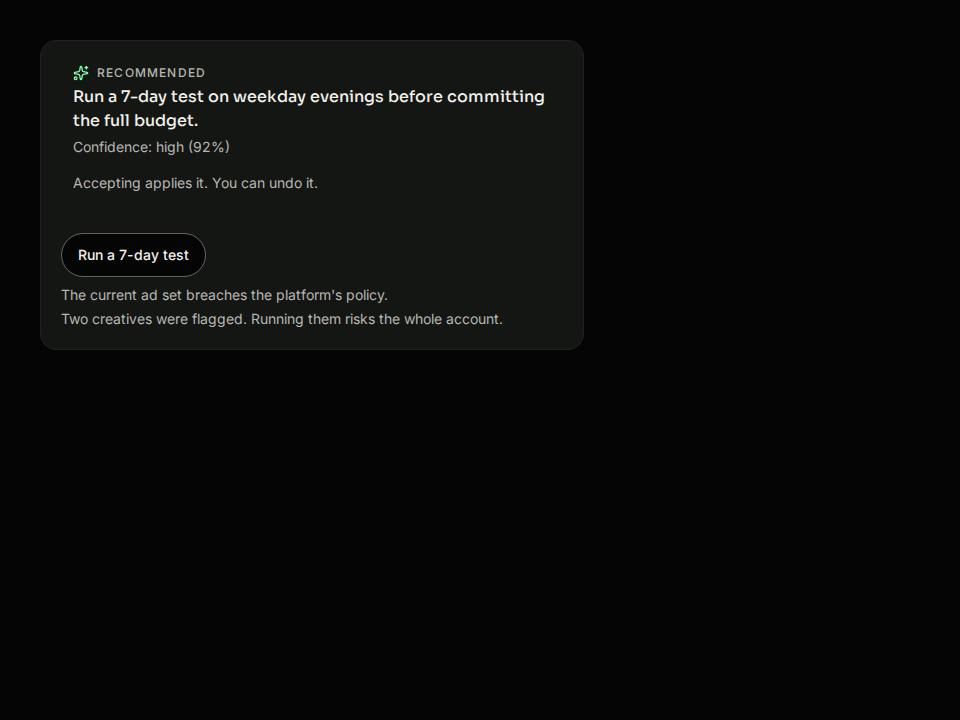 RECOMMENDED
Run a 7-day test on weekday evenings before committing
the full budget.
Confidence: high (92%)
Accepting applies it. You can undo it.
Run a 7-day test
The current ad set breaches the platform's policy.
Two creatives were flagged. Running them risks the whole account.